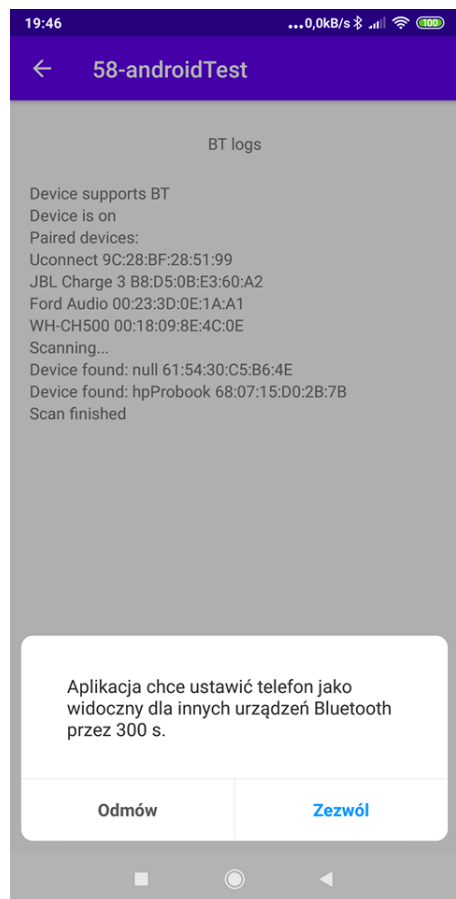 19:46
...0,0kB/s 100
58-androidTest
BT logs
Device supports BT
Device is on
Paired devices:
Uconnect 9C:28:BF:28:51:99
JBL Charge 3 B8:D5:0B:E3:60:A2
Ford Audio 00:23:3D:0E:1A:A1
WH-CH500 00:18:09:8E:4C:0E
Scanning...
Device found: null 61:54:30:C5:B6:4E
Device found: hpProbook 68:07:15:D0:2B:7B
Scan finished
Aplikacja chce ustawić telefon jako
widoczny dla innych urządzeń Bluetooth
przez 300 s.
Odmów Zezwól